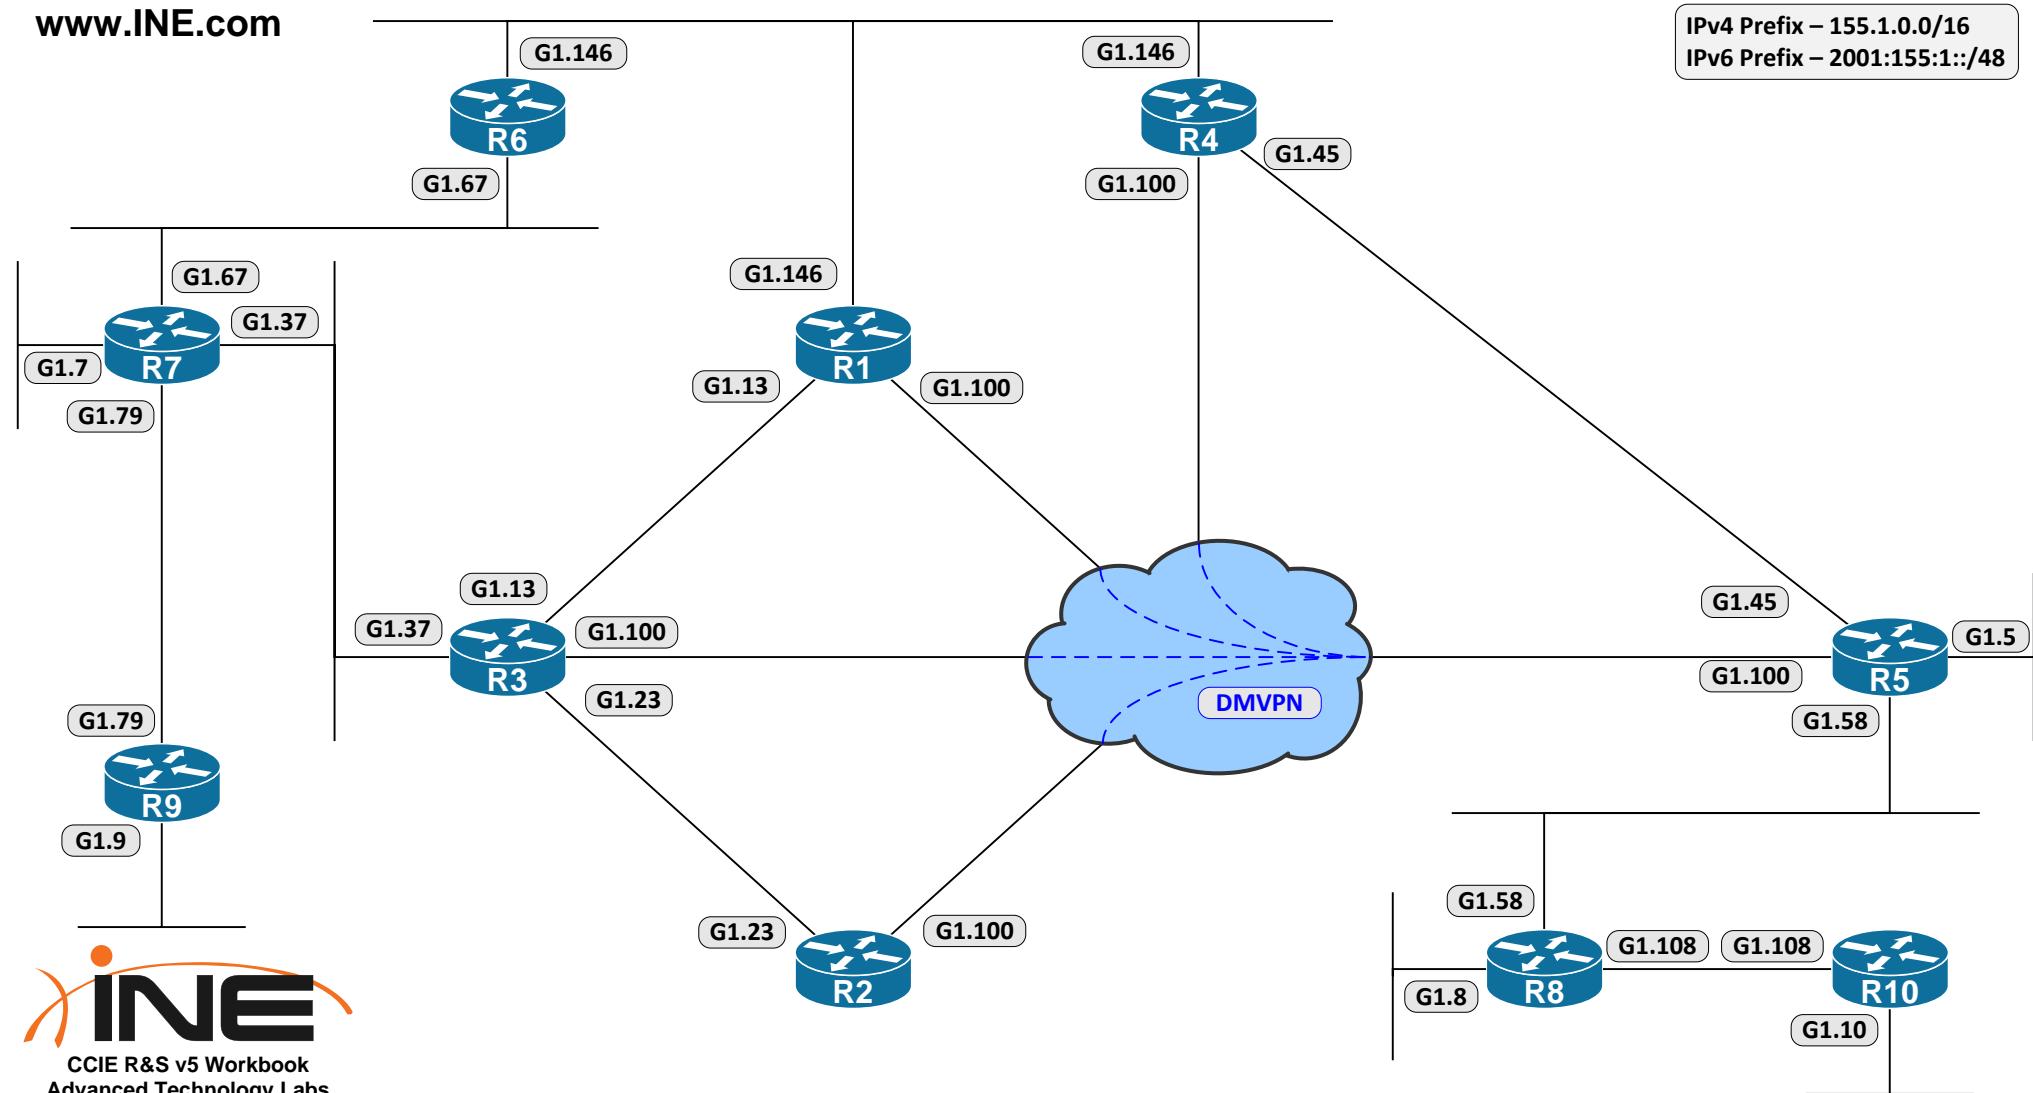 www.INE.com
IPv4 Prefix – 155.1.0.0/16
IPv6 Prefix – 2001:155:1::/48
G1.146
G1.146
R6
R4
G1.45
G1.67
G1.100
G1.67
G1.146
G1.37
G1.7
R7
R1
G1.79
G1.13
G1.100
G1.13
G1.45
G1.37
G1.100
G1.5
R3
G1.100
R5
G1.23
DMVPN
G1.79
G1.58
R9
G1.9
G1.58
G1.23
G1.100
G1.108
G1.108
R2
G1.8
R8
R10
G1.10
INE
CCIE R&S v5 Workbook
Advanced Technology Labs